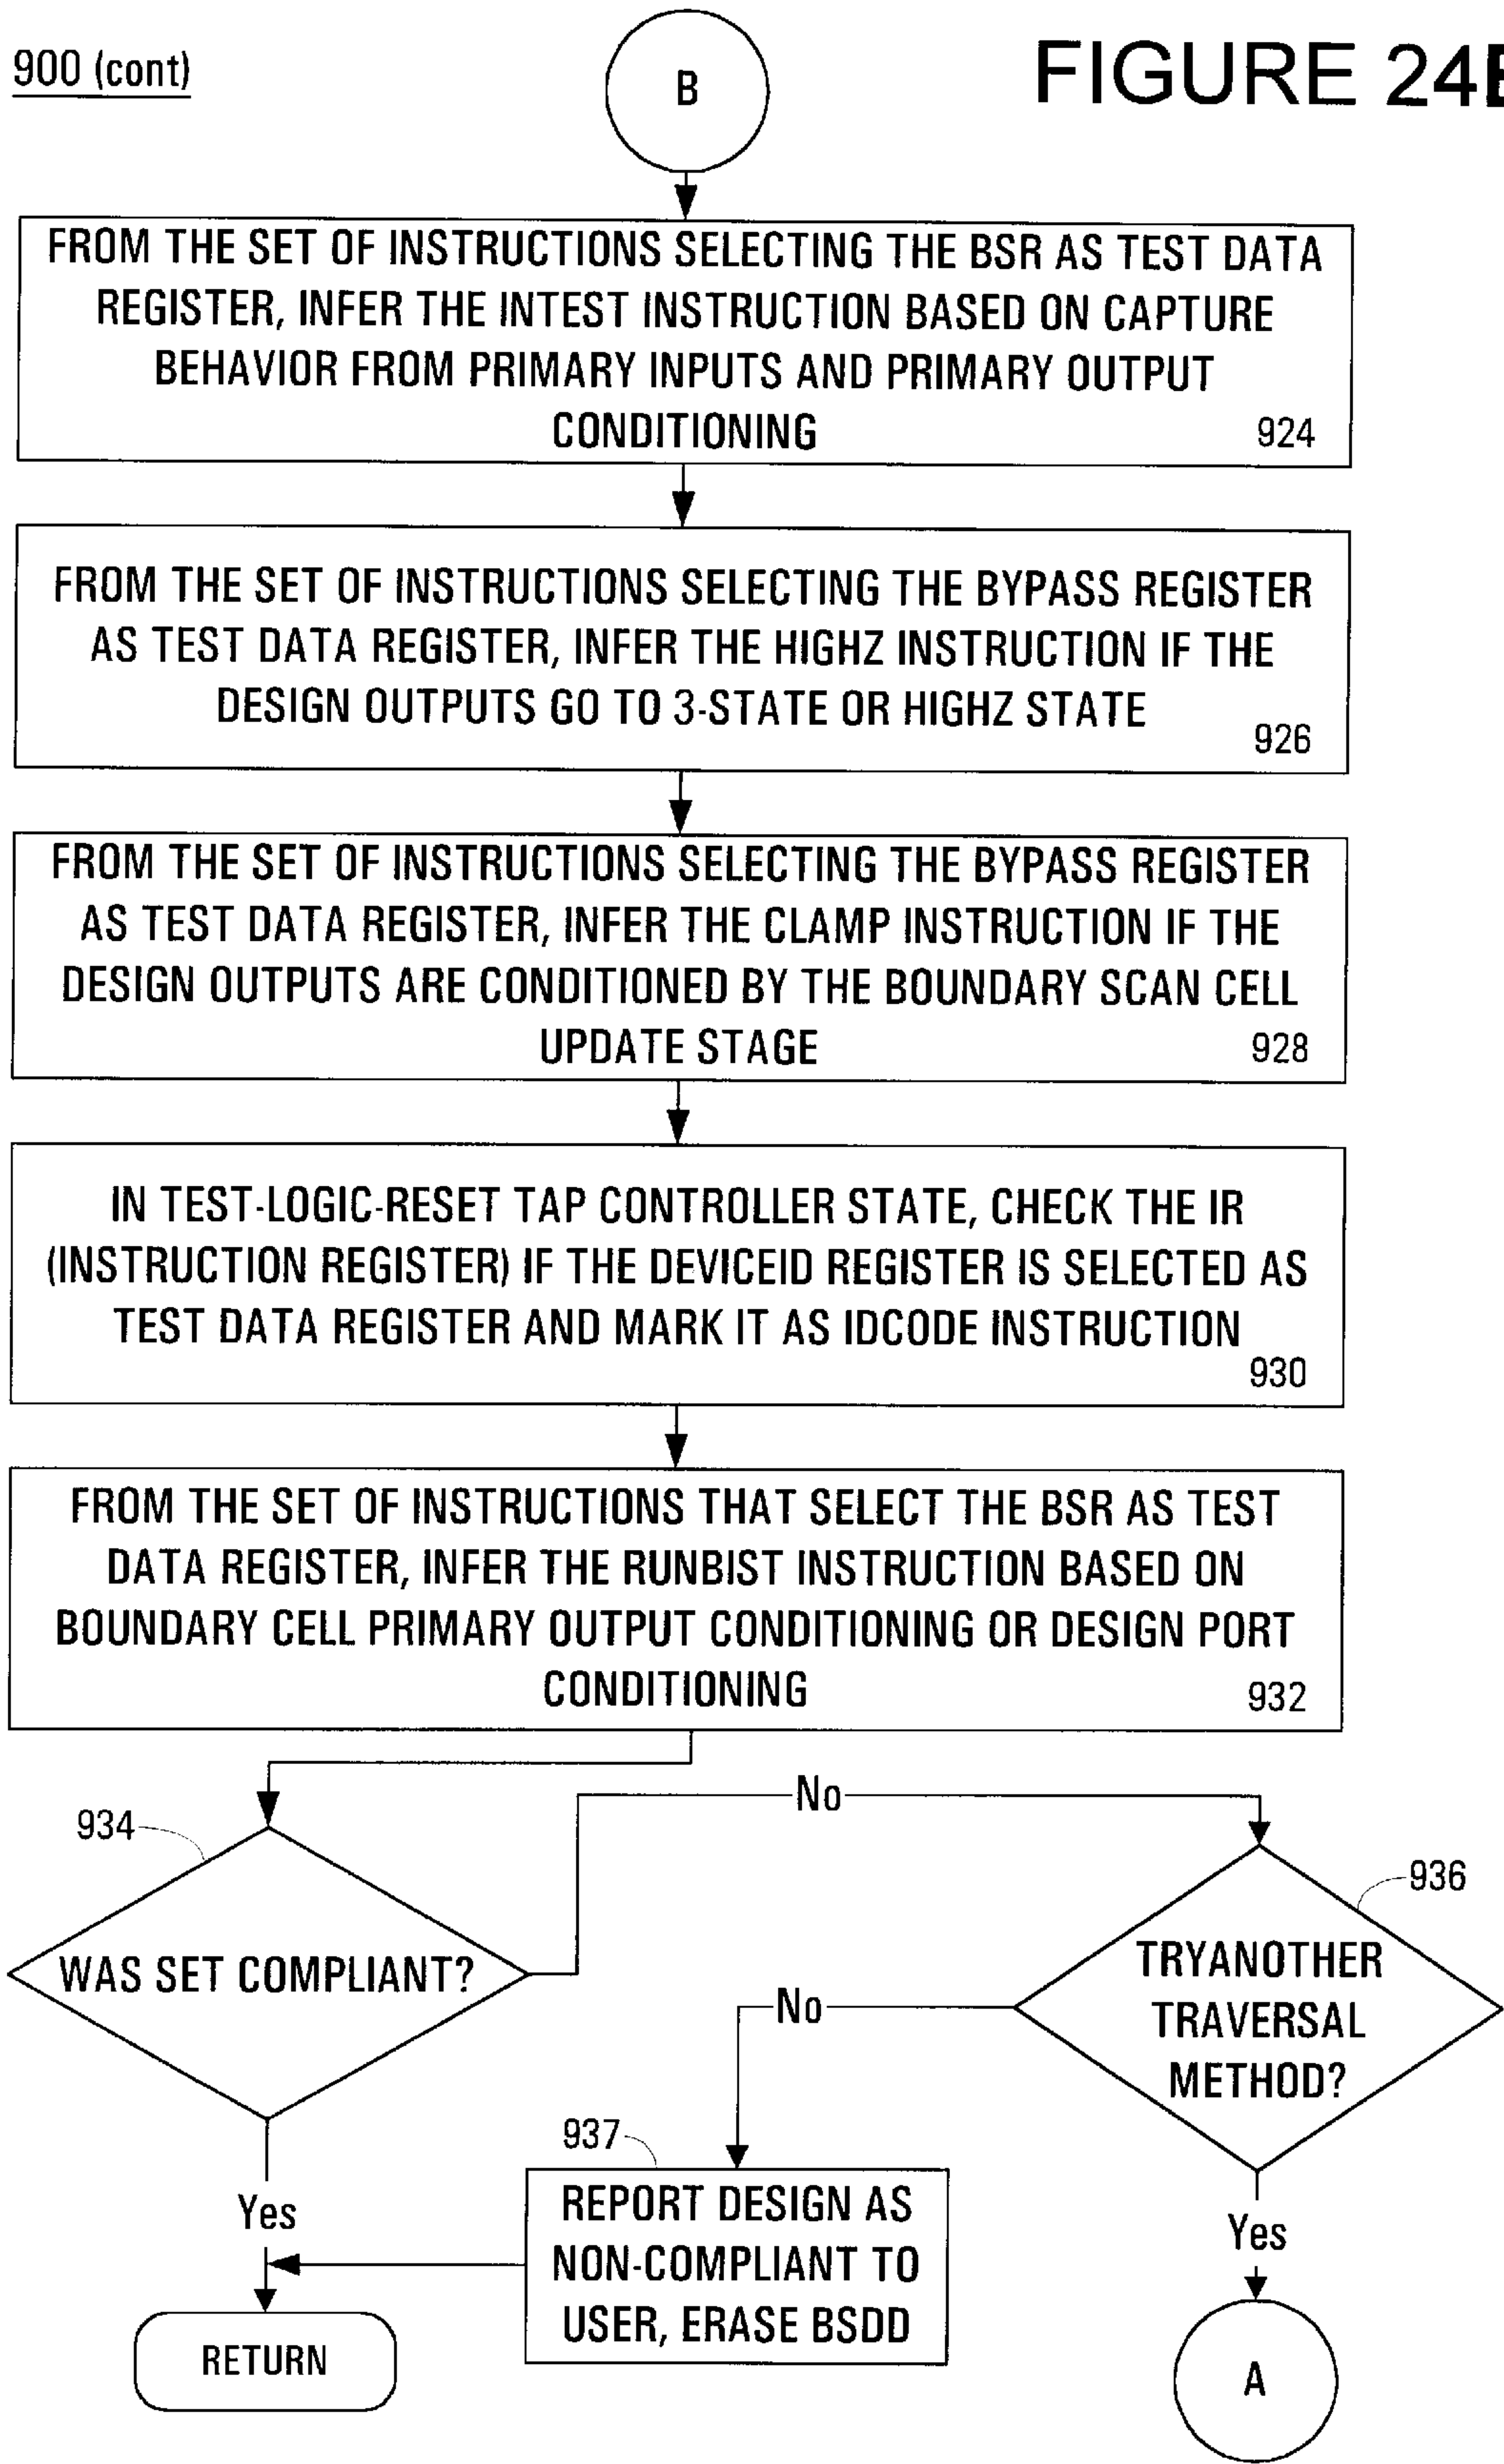 900 (cont)
B
FIGURE 24B
FROM THE SET OF INSTRUCTIONS SELECTING THE BSR AS TEST DATA
REGISTER, INFER THE INTEST INSTRUCTION BASED ON CAPTURE
BEHAVIOR FROM PRIMARY INPUTS AND PRIMARY OUTPUT
CONDITIONING
924
FROM THE SET OF INSTRUCTIONS SELECTING THE BYPASS REGISTER
AS TEST DATA REGISTER, INFER THE HIGHZ INSTRUCTION IF THE
DESIGN OUTPUTS GO TO 3-STATE OR HIGHZ STATE
926
FROM THE SET OF INSTRUCTIONS SELECTING THE BYPASS REGISTER
AS TEST DATA REGISTER, INFER THE CLAMP INSTRUCTION IF THE
DESIGN OUTPUTS ARE CONDITIONED BY THE BOUNDARY SCAN CELL
UPDATE STAGE
928
IN TEST-LOGIC-RESET TAP CONTROLLER STATE, CHECK THE IR
(INSTRUCTION REGISTER) IF THE DEVICEID REGISTER IS SELECTED AS
TEST DATA REGISTER AND MARK IT AS IDCODE INSTRUCTION
930
FROM THE SET OF INSTRUCTIONS THAT SELECT THE BSR AS TEST
DATA REGISTER, INFER THE RUNBIST INSTRUCTION BASED ON
BOUNDARY CELL PRIMARY OUTPUT CONDITIONING OR DESIGN PORT
CONDITIONING
932
No
934
936
WAS SET COMPLIANT?
TRYANOTHER
TRAVERSAL
METHOD?
No
937
Yes
REPORT DESIGN AS
NON-COMPLIANT TO
USER, ERASE BSDD
Yes
RETURN
A